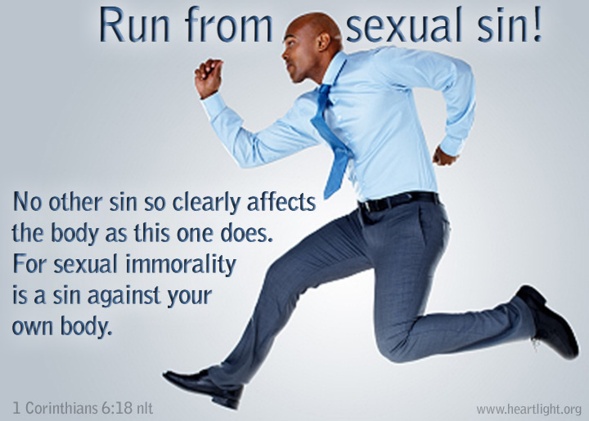 Run from sexual sin!
No other sin so clearly affects
the body as this one does.
For sexual immorality
is a sin against your
own body.
1 Corinthians 6:18 nlt
www.heartlight.org